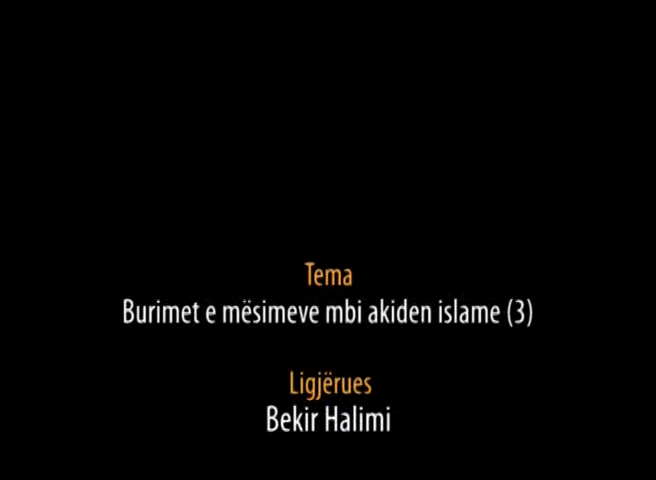 Tema
Burimet e mësimeve mbi akiden islame (3)
Ligjërues
Bekir Halimi